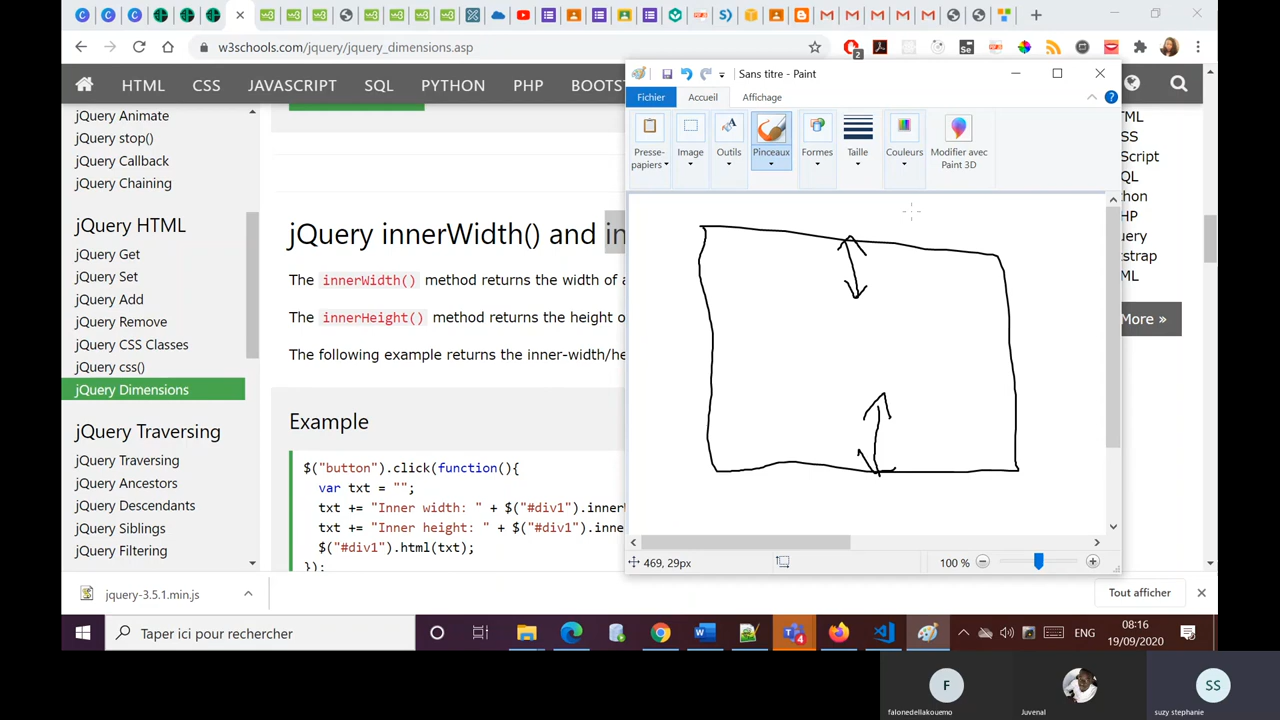 w3schools.com/jquery/jquery_dimensions.asp
2
HTML CSS JAVASCRIPT SQL PYTHON PHP BOOTS
jQuery Animate
jQuery stop()
jQuery Callback
jQuery Chaining
jQuery HTML
jQuery Get
jQuery Set
jQuery Add
jQuery Remove
jQuery CSS Classes
jQuery css()
jQuery Dimensions
jQuery Traversing
jQuery Traversing
jQuery Ancestors
jQuery Descendants
jQuery Siblings
jQuery Filtering
jQuery innerWidth() and in
The innerWidth() method returns the width of a
The innerHeight() method returns the height o
The following example returns the inner-width/he
Example
$("button").click(function(){
var txt = "";
txt += "Inner width: " + $("#div1").inner
txt += "Inner height: " + $("#div1").inne
$("#div1").html(txt);
});
Sans titre - Paint
Fichier Accueil Affichage
Presse-papiers
Image
Outils
Pinceaux
Formes
Taille
Couleurs
Modifier avec
Paint 3D
469, 29px
100 %
TML
SS
Script
QL
ython
HP
uery
tstrap
ML
More »
jquery-3.5.1.min.js
Tout afficher
Taper ici pour rechercher
4
ENG
08:16
19/09/2020
F
falonedellakouemo
Juvenal
SS
suzy stephanie